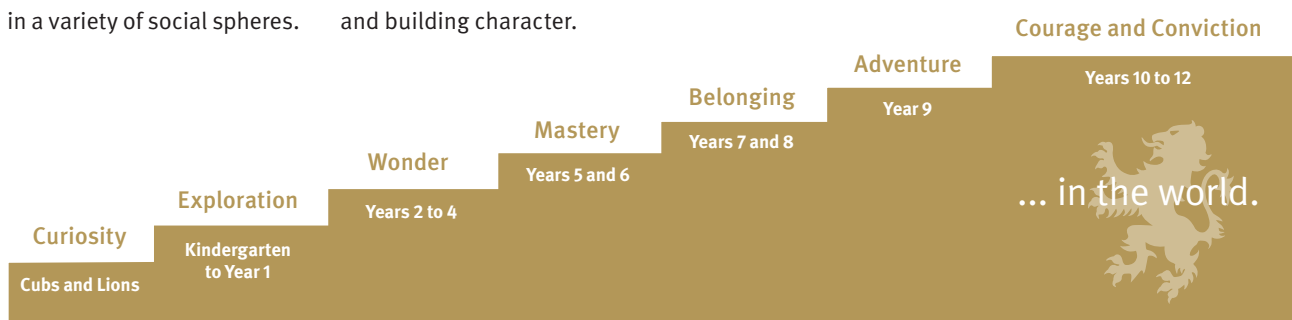 in a variety of social spheres.
and building character.
Curiosity
Cubs and Lions
Exploration
Kindergarten
to Year 1
Wonder
Years 2 to 4
Mastery
Years 5 and 6
Belonging
Years 7 and 8
Adventure
Year 9
Courage and Conviction
Years 10 to 12
... in the world.